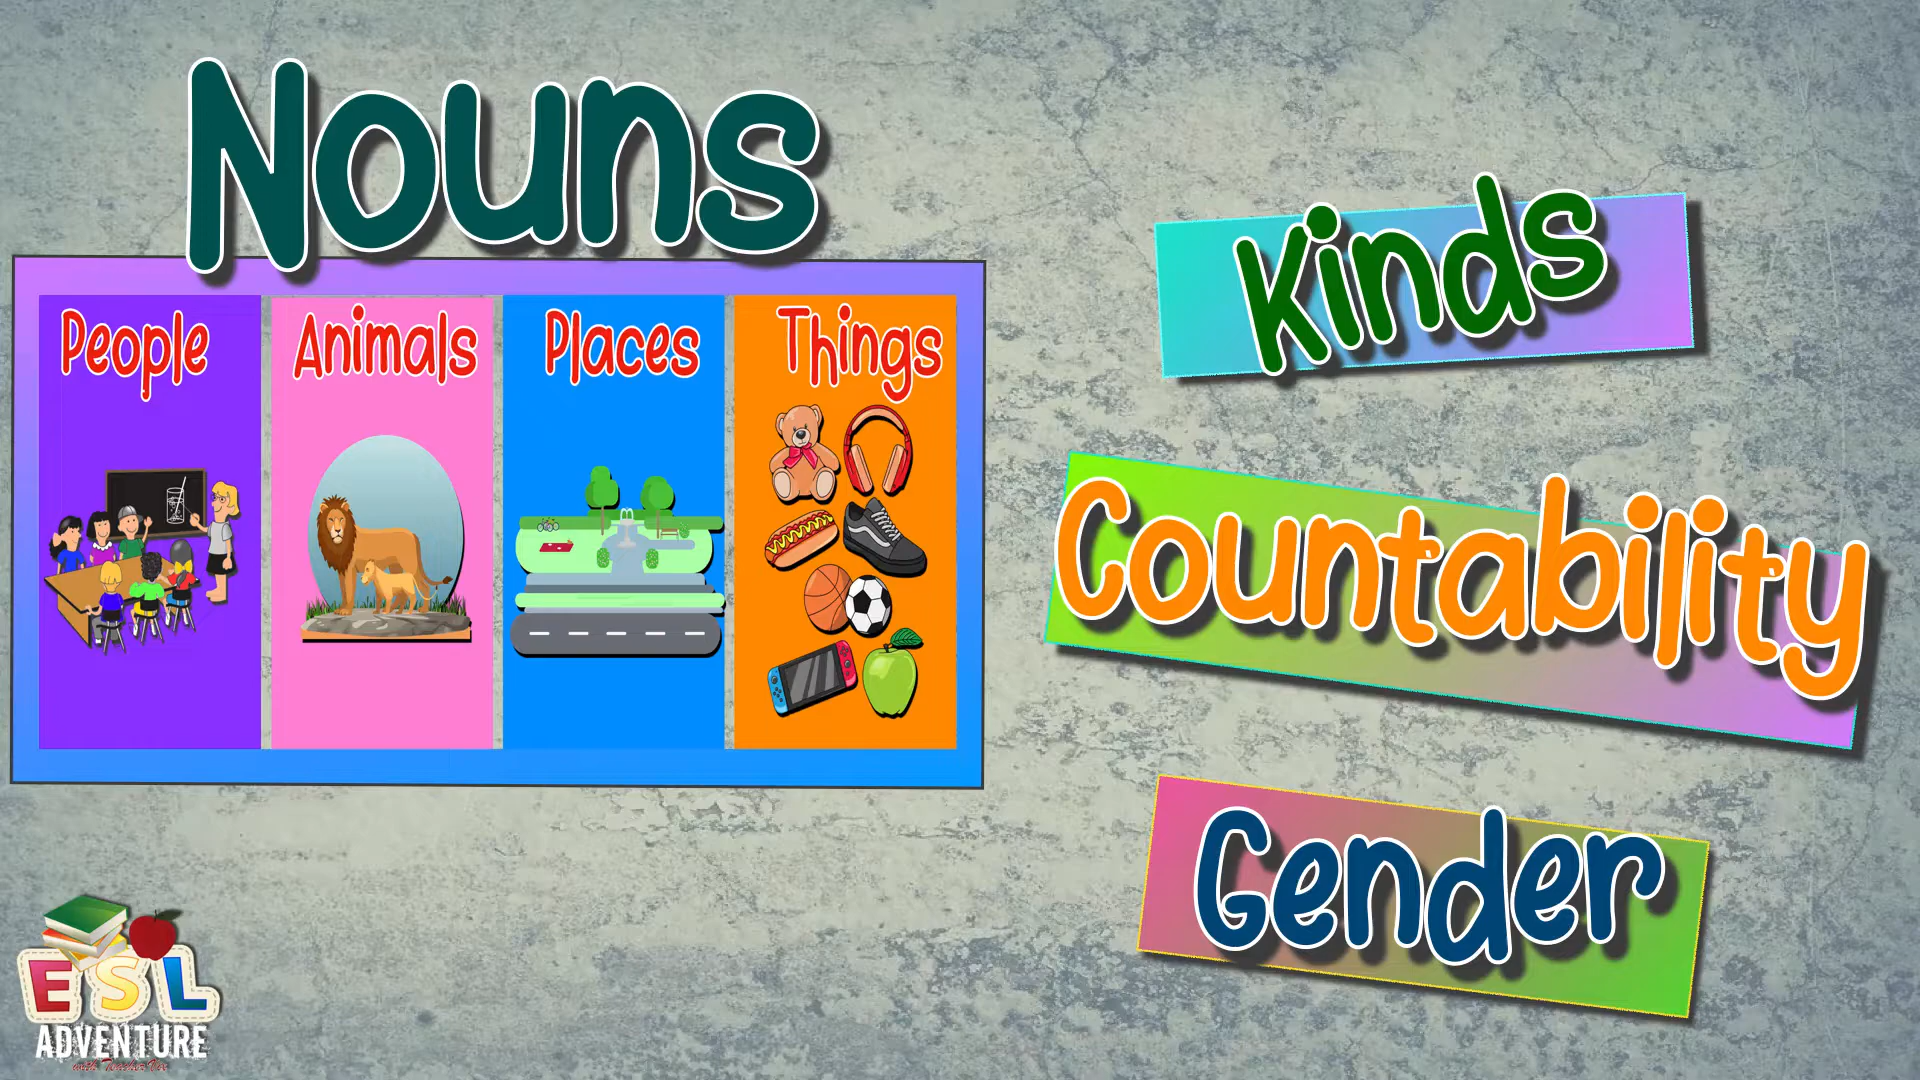 Nouns
People
Animals
Places
Things
Kinds
Countability
Gender
ESL
ADVENTURE